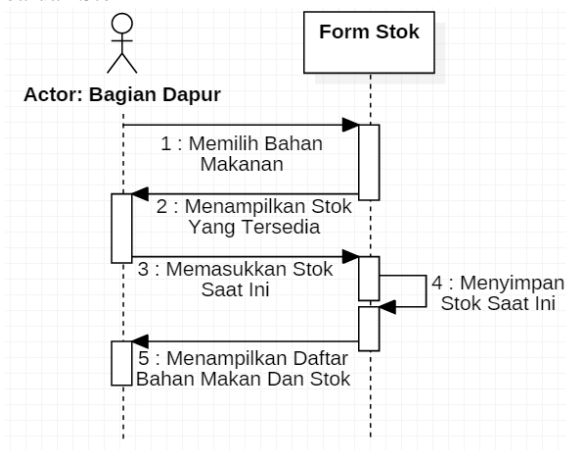 Form Stok
Actor: Bagian Dapur
1 : Memilih Bahan
Makanan
2 : Menampilkan Stok
Yang Tersedia
3 : Memasukkan Stok
Saat Ini
4 : Menyimpan
Stok Saat Ini
5 : Menampilkan Daftar
Bahan Makan Dan Stok